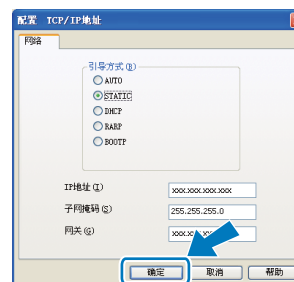 配置 TCP/IP地址
网络
引导方式(B)
AUTO
STATIC
DHCP
RARP
BOOTP
IP地址(I) xxx.xxx.xxx.xxx
子网掩码(S) 255.255.255.0
网关(G)
确定 取消 帮助